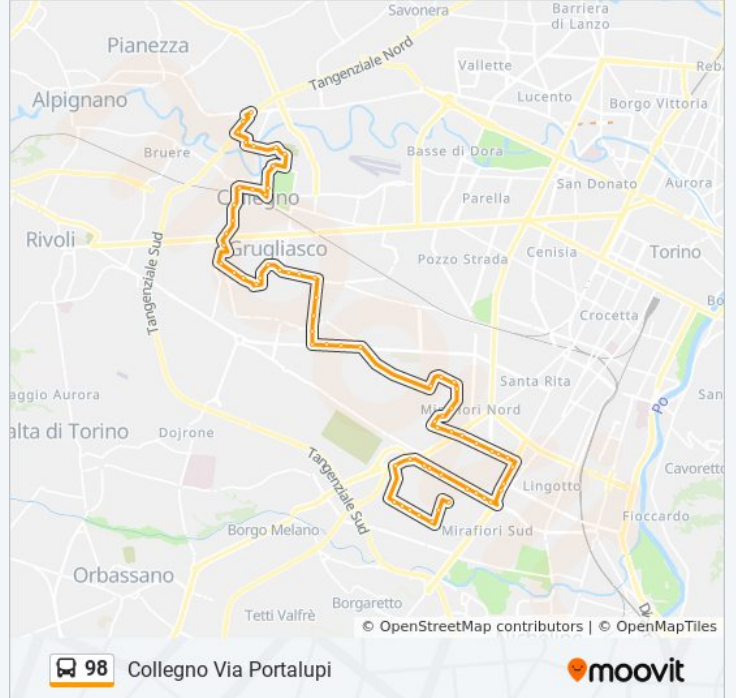 Savonera
Barriera
di Lanzo
Pianezza
Tangenziale Nord
Vallette
Reb
Alpignano
Lucento
Borgo Vittoria
Bruere
Basse di Dora
San Donato
Aurora
Parella
Rivoli
Grugliasco
Pozzo Strada
Cenisia
Torino
Tangenziale Sud
Bo
Crocetta
Santa Rita
aggio Aurora
San
Po
alta di Torino
Dojrone
Tangenziale Sud
Cavoretto
Lingotto
Fioccardo
Borgo Melano
Mirafiori Sud
Orbassano
Borgaretto
Tetti Valfrè
© OpenStreetMap contributors | © OpenMapTiles
98 Collegno Via Portalupi
moovit